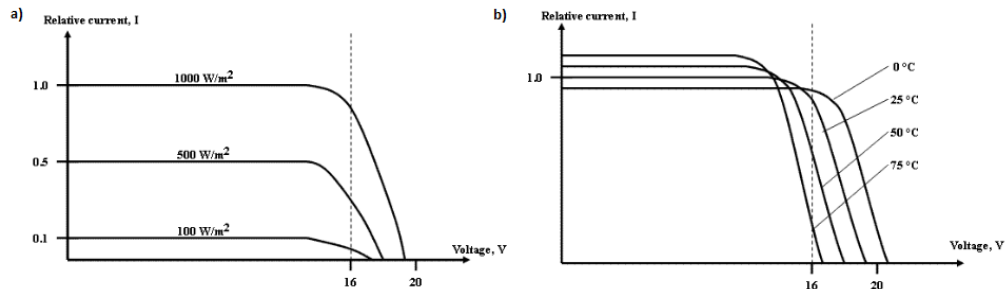 a)
Relative current, I
1000 W/m²
1.0
500 W/m²
0.5
100 W/m²
0.1
Voltage, V
16
20
b)
Relative current, I
1.0
0 °C
25 °C
50 °C
75 °C
Voltage, V
16
20